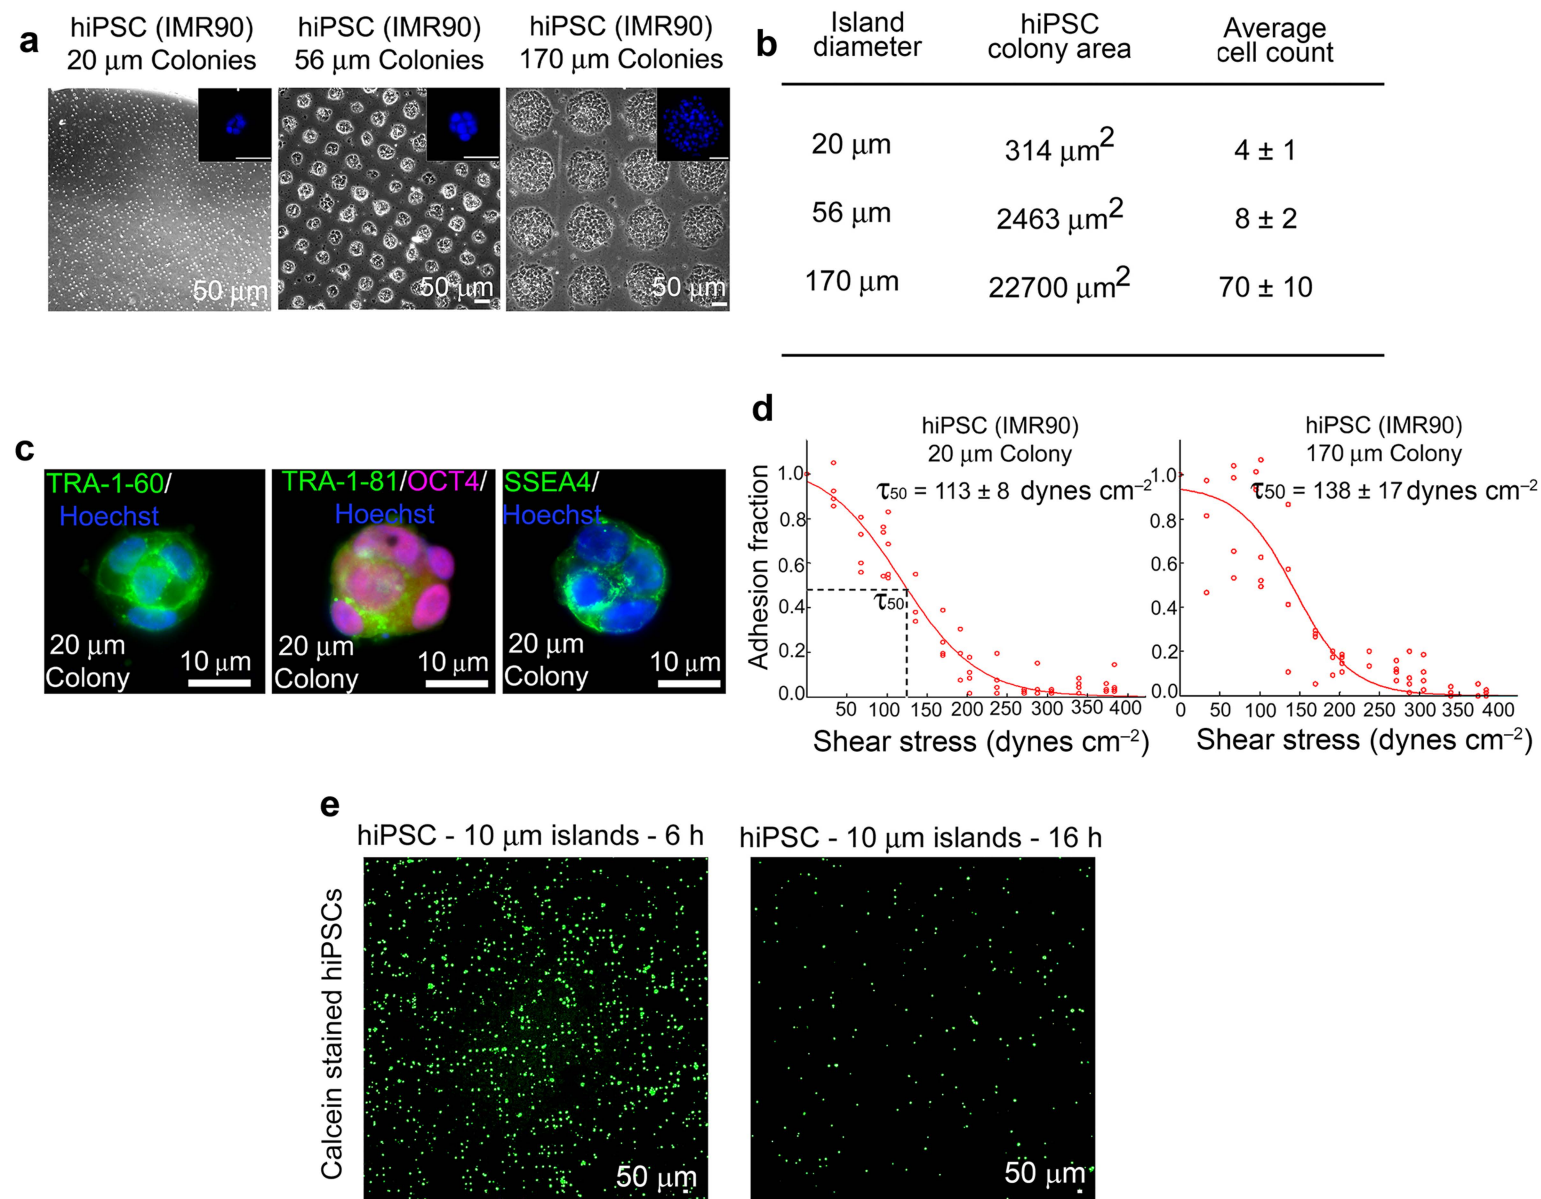 a
hiPSC (IMR90)
20 μm Colonies
hiPSC (IMR90)
56 μm Colonies
hiPSC (IMR90)
170 μm Colonies
50 μm
50 μm
50 μm
b
Island
diameter
hiPSC
colony area
Average
cell count
20 μm 314 μm² 4 ± 1
56 μm 2463 μm² 8 ± 2
170 μm 22700 μm² 70 ± 10
c
TRA-1-60/
Hoechst
20 μm
Colony
10 μm
TRA-1-81/OCT4/
Hoechst
20 μm
Colony
10 μm
SSEA4/
Hoechst
20 μm
Colony
10 μm
d
hiPSC (IMR90)
20 μm Colony
τ50 = 113 ± 8 dynes cm−2
Adhesion fraction
1.0
0.8
0.6
0.4
0.2
0.0
τ50
50 100 150 200 250 300 350 400
Shear stress (dynes cm−2)
hiPSC (IMR90)
170 μm Colony
τ50 = 138 ± 17 dynes cm−2
1.0
0.8
0.6
0.4
0.2
0.0
0 50 100 150 200 250 300 350 400
Shear stress (dynes cm−2)
e
hiPSC - 10 μm islands - 6 h
hiPSC - 10 μm islands - 16 h
Calcein stained hiPSCs
50 μm
50 μm